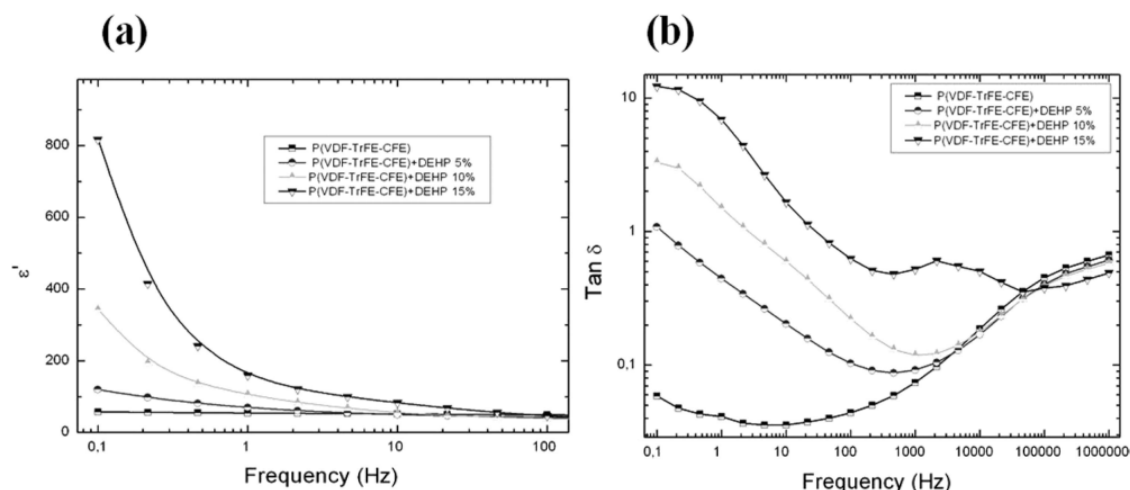 (a)
P(VDF-TrFE-CFE)
P(VDF-TrFE-CFE)+DEHP 5%
P(VDF-TrFE-CFE)+DEHP 10%
P(VDF-TrFE-CFE)+DEHP 15%
ε'
800
600
400
200
0
0,1
1
10
100
Frequency (Hz)
(b)
P(VDF-TrFE-CFE)
P(VDF-TrFE-CFE)+DEHP 5%
P(VDF-TrFE-CFE)+DEHP 10%
P(VDF-TrFE-CFE)+DEHP 15%
Tan δ
10
1
0,1
0,1
1
10
100
1000
10000
100000
1000000
Frequency (Hz)